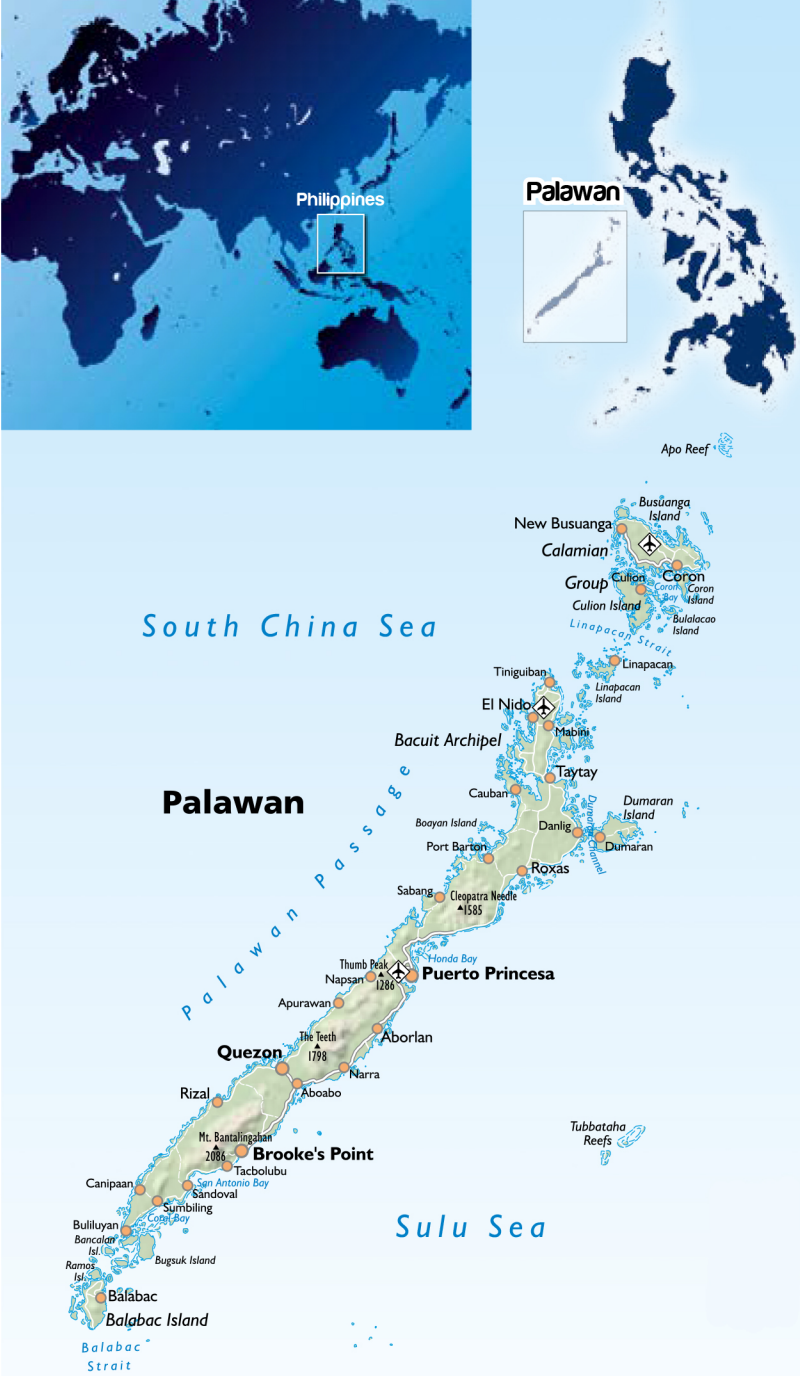 Philippines
Palawan
Apo Reef
Busuanga
Island
New Busuanga
Calamian
Group
Culion
Coron
Coron
Bay
Coron
Island
Culion Island
Bulalacao
Island
South China Sea
Linapacan Strait
Linapacan
Linapacan
Island
Tiniguiban
El Nido
Mabini
Bacuit Archipel
Taytay
Palawan
Cauban
Dumaran
Island
Boayan Island
Danlig
Dumaran Channel
Dumaran
Port Barton
Roxas
Palawan Passage
Sabang
Cleopatra Needle
1585
Honda Bay
Thumb Peak
1286
Napsan
Puerto Princesa
Apurawan
Aborlan
The Teeth
1798
Quezon
Narra
Aboabo
Rizal
Mt. Bantalingahan
2086
Brooke's Point
Tacbolubu
Tubbataha
Reefs
Canipaan
San Antonio Bay
Sandoval
Sumbiling
Coral Bay
Buliluyan
Bancalan
Isl.
Bugsuk Island
Sulu Sea
Ramos
Isl.
Balabac
Balabac Island
Balabac
Strait